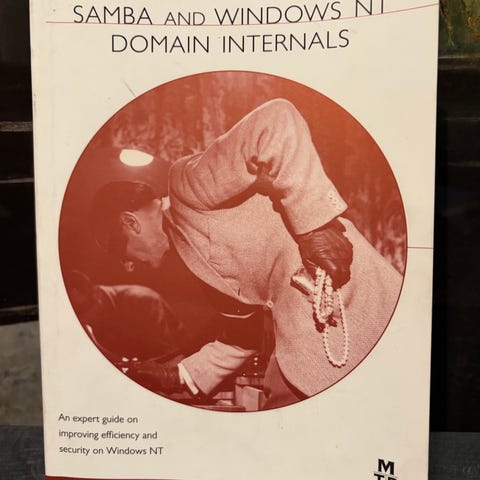 SAMBA AND WINDOWS NT
DOMAIN INTERNALS
An expert guide on
improving efficiency and
security on Windows NT
M